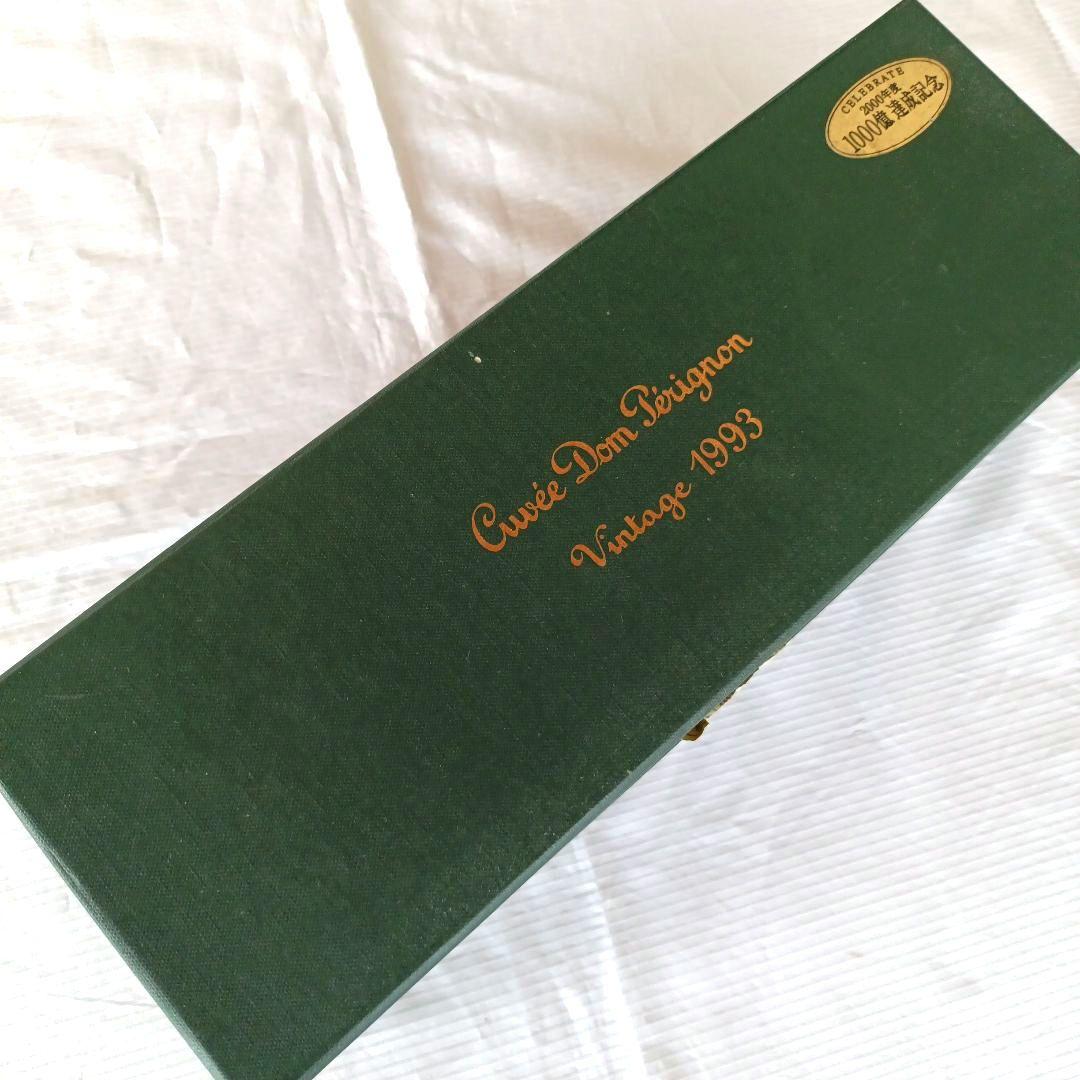 CELEBRATE
2000年度
1000億 達成記念
Cuvée Dom Pérignon
Vintage 1993